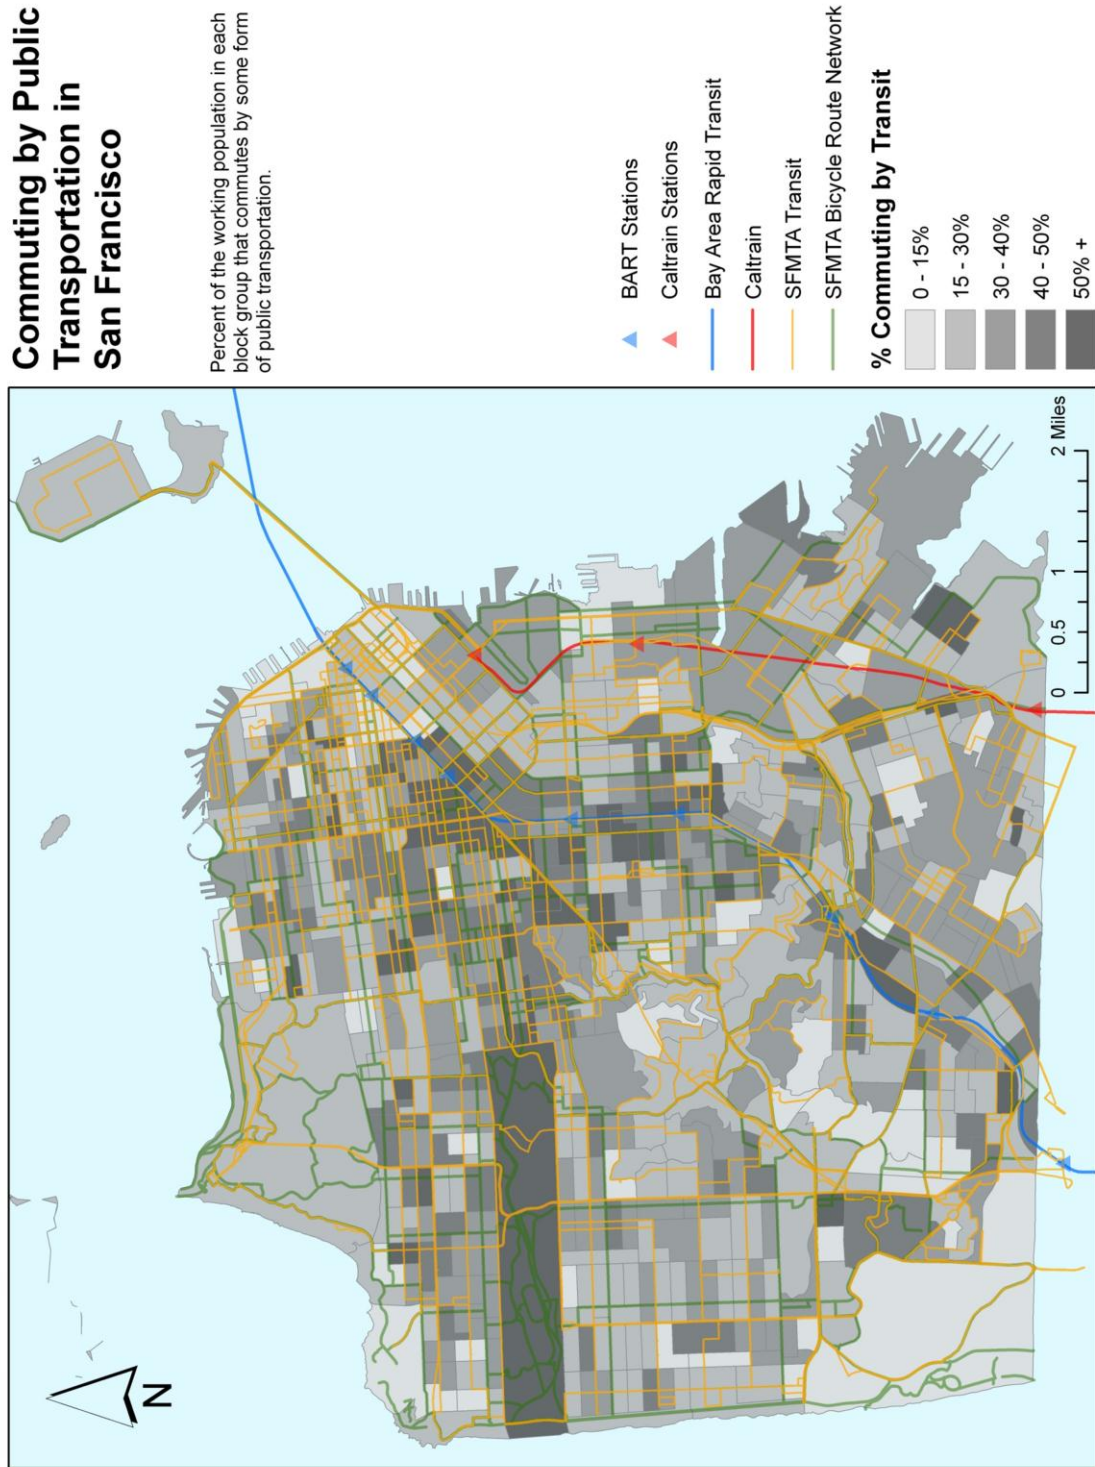 Commuting by Public
Transportation in
San Francisco
Percent of the working population in each
block group that commutes by some form
of public transportation.
BART Stations
Caltrain Stations
Bay Area Rapid Transit
Caltrain
SFMTA Transit
SFMTA Bicycle Route Network
% Commuting by Transit
0 - 15%
15 - 30%
30 - 40%
40 - 50%
50% +
N
0 0.5 1 2 Miles